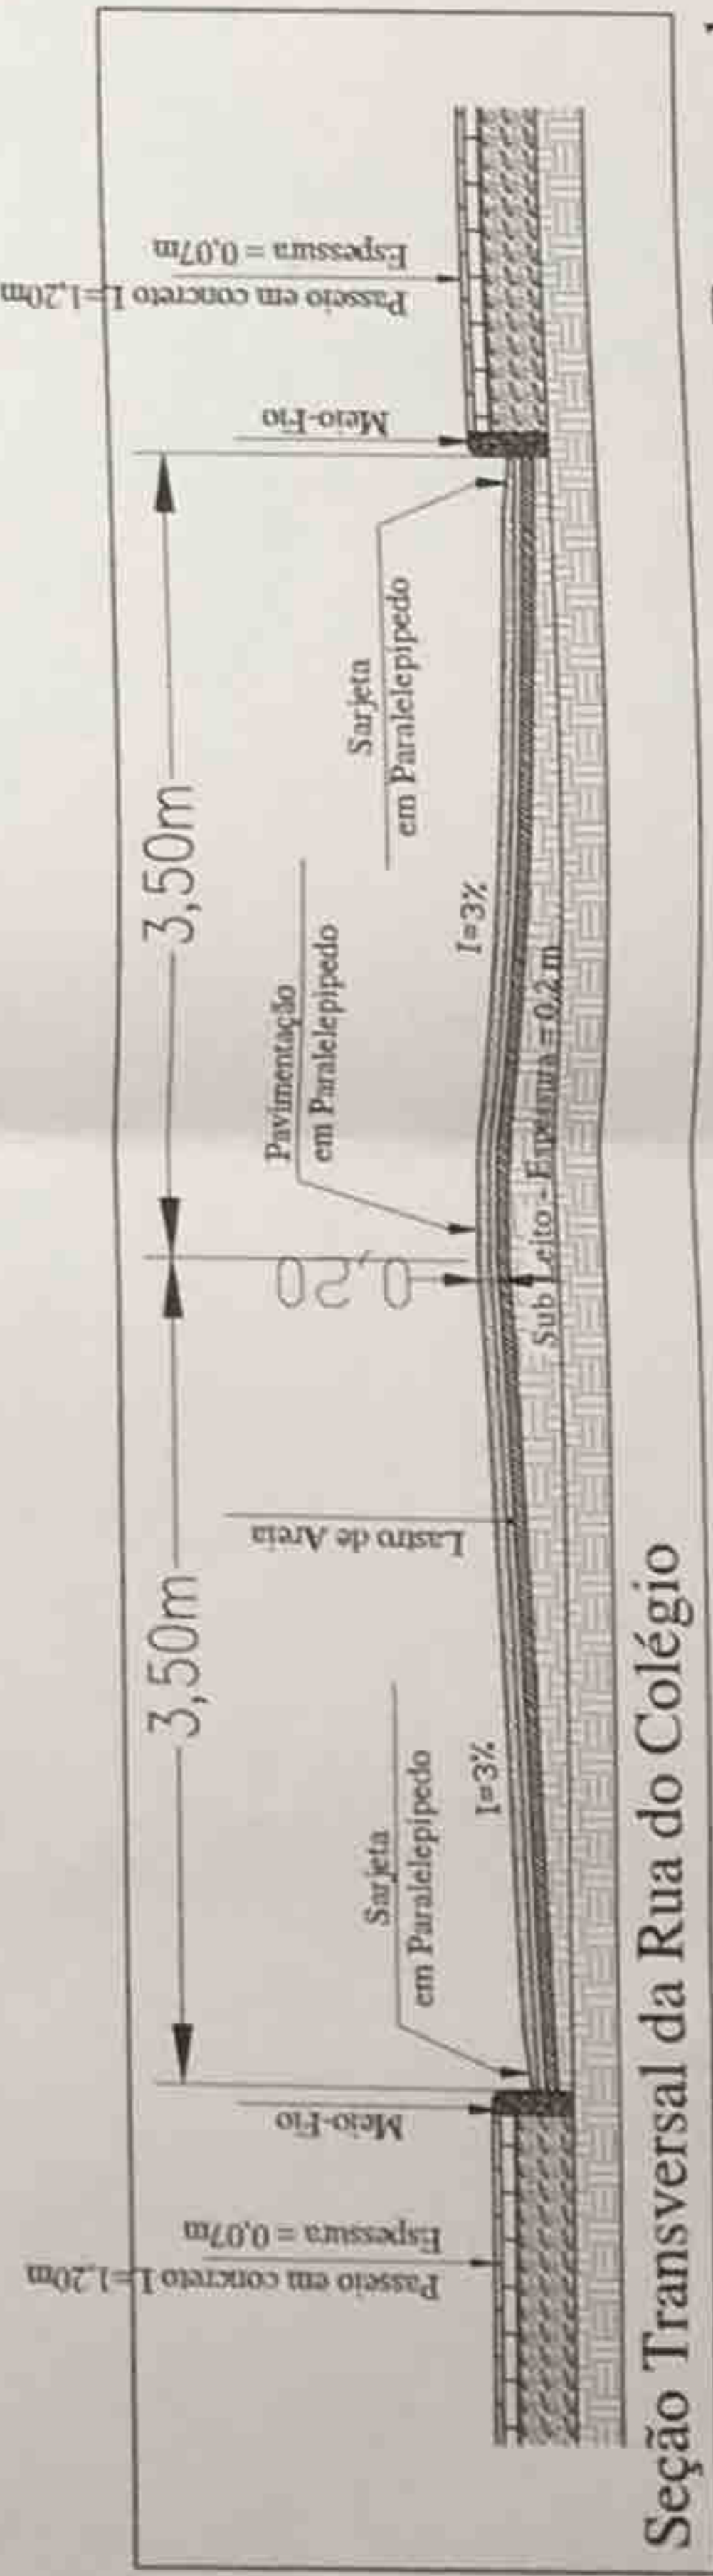 Passeio em concreto L=1,20m
Espessura = 0,07m
Meio-Fio
3,50m
Sarjeta
em Paralelepípedo
I=3%
Lastro de Areia
0,20
Pavimentação
em Paralelepípedo
Sub Leito - Espessura = 0,2 m
3,50m
I=3%
Sarjeta
em Paralelepípedo
Meio-Fio
Passeio em concreto L=1,20m
Espessura = 0,07m
Seção Transversal da Rua do Colégio